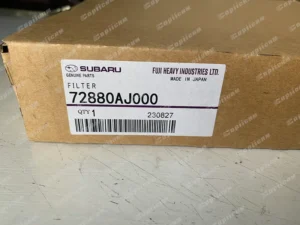 SUBARU
GENUINE PARTS
FUJI HEAVY INDUSTRIES LTD.
MADE IN JAPAN
FILTER
72880AJ000
QTY 1
230827